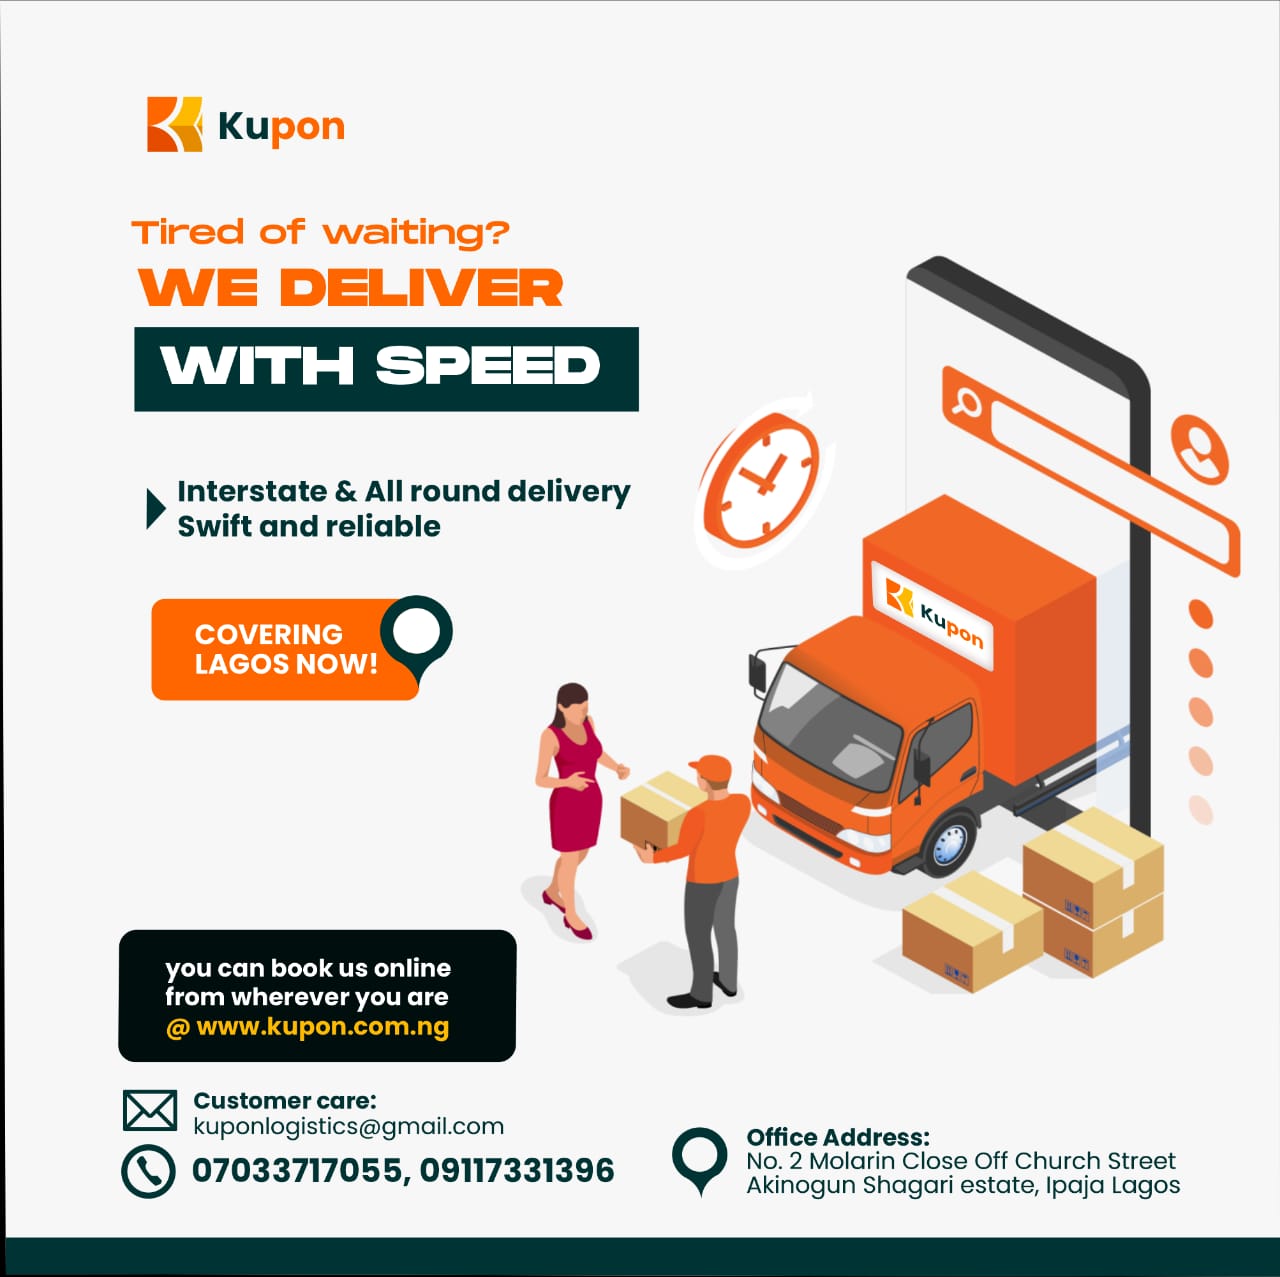 Kupon
Tired of waiting?
WE DELIVER
WITH SPEED
Interstate & All round delivery
Swift and reliable
COVERING
LAGOS NOW!
Kupon
you can book us online
from wherever you are
@ www.kupon.com.ng
Customer care:
kuponlogistics@gmail.com
07033717055, 09117331396
Office Address:
No. 2 Molarin Close Off Church Street
Akinogun Shagari estate, Ipaja Lagos